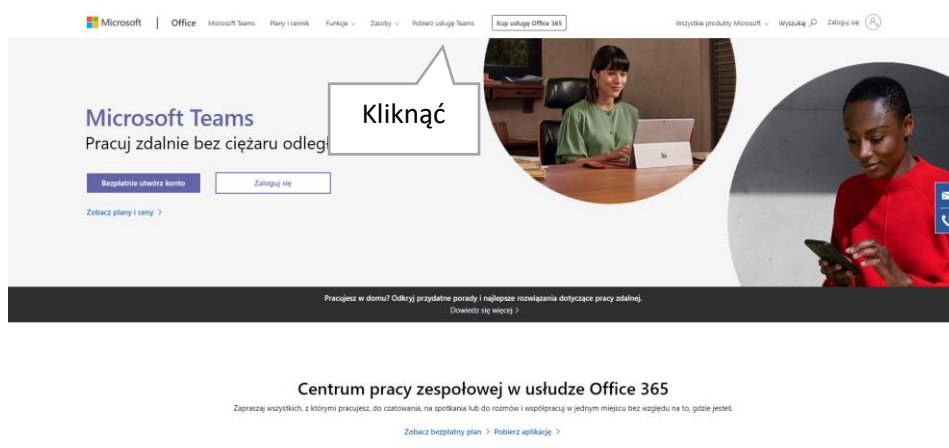 Microsoft | Office Microsoft Teams Plany i cennik Funkcje Zasoby Pobierz usługę Teams Kup usługę Office 365 Wszystkie produkty Microsoft Wyszukaj Zaloguj się
Kliknąć
Microsoft Teams
Pracuj zdalnie bez ciężaru odległ
Bezpłatnie utwórz konto Zaloguj się
Zobacz plany i ceny >
Pracujesz w domu? Odkryj przydatne porady i najlepsze rozwiązania dotyczące pracy zdalnej.
Dowiedz się więcej >
Centrum pracy zespołowej w usłudze Office 365
Zapraszaj wszystkich, z którymi pracujesz, do czatowania, na spotkania lub do rozmów i współpracuj w jednym miejscu bez względu na to, gdzie jesteś.
Zobacz bezpłatny plan > Pobierz aplikację >